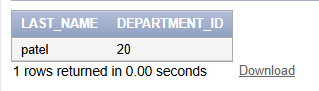 LAST_NAME DEPARTMENT_ID
patel 20
1 rows returned in 0.00 seconds Download